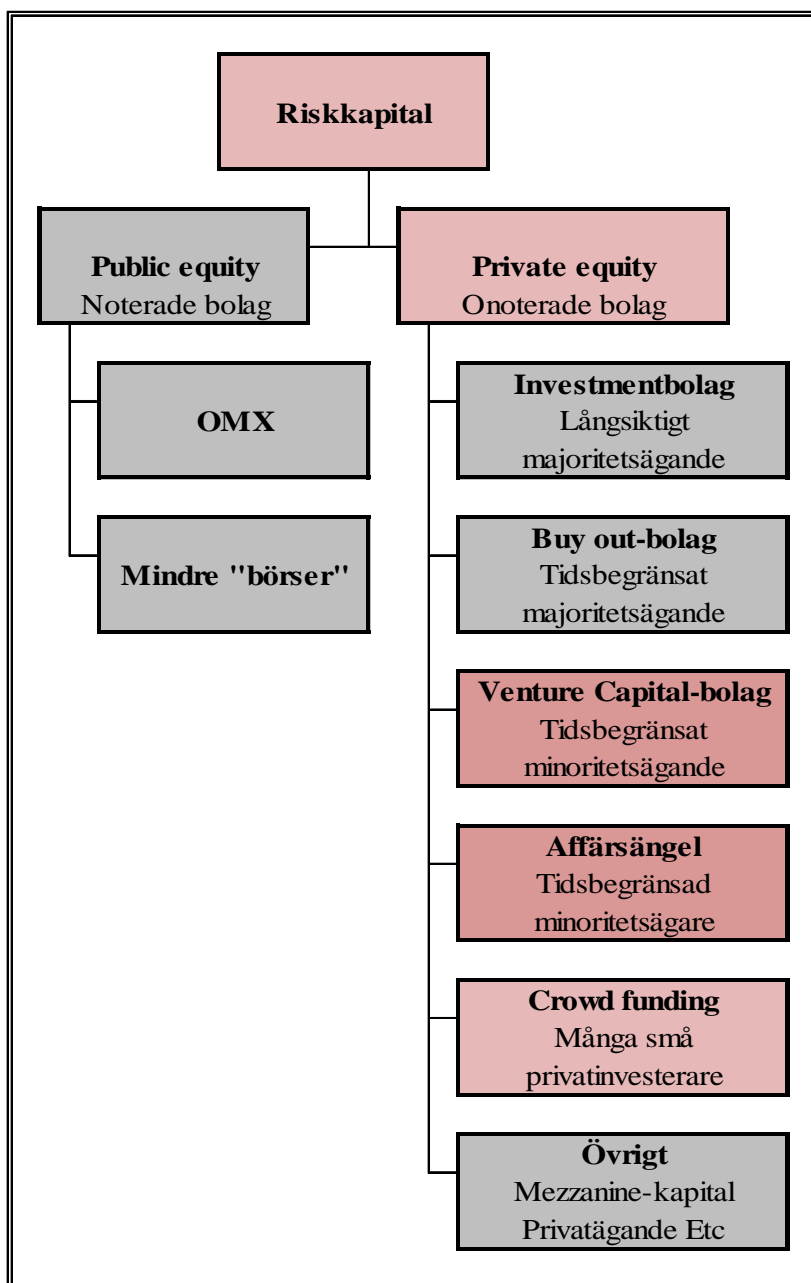 Riskkapital
Public equity
Noterade bolag
Private equity
Onoterade bolag
OMX
Mindre "börser"
Investmentbolag
Långsiktigt
majoritetsägande
Buy out-bolag
Tidsbegränsat
majoritetsägande
Venture Capital-bolag
Tidsbegränsat
minoritetsägande
Affärsängel
Tidsbegränsad
minoritetsägare
Crowd funding
Många små
privatinvesterare
Övrigt
Mezzanine-kapital
Privatägande Etc